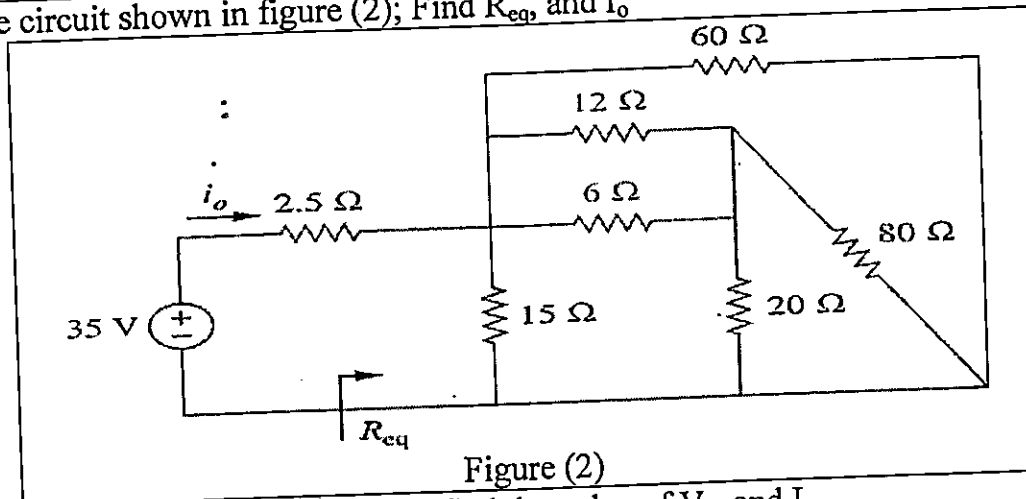 e circuit shown in figure (2); Find Req, and Io
60 Ω
12 Ω
io
2.5 Ω
6 Ω
80 Ω
35 V
+
−
15 Ω
20 Ω
Req
Figure (2)